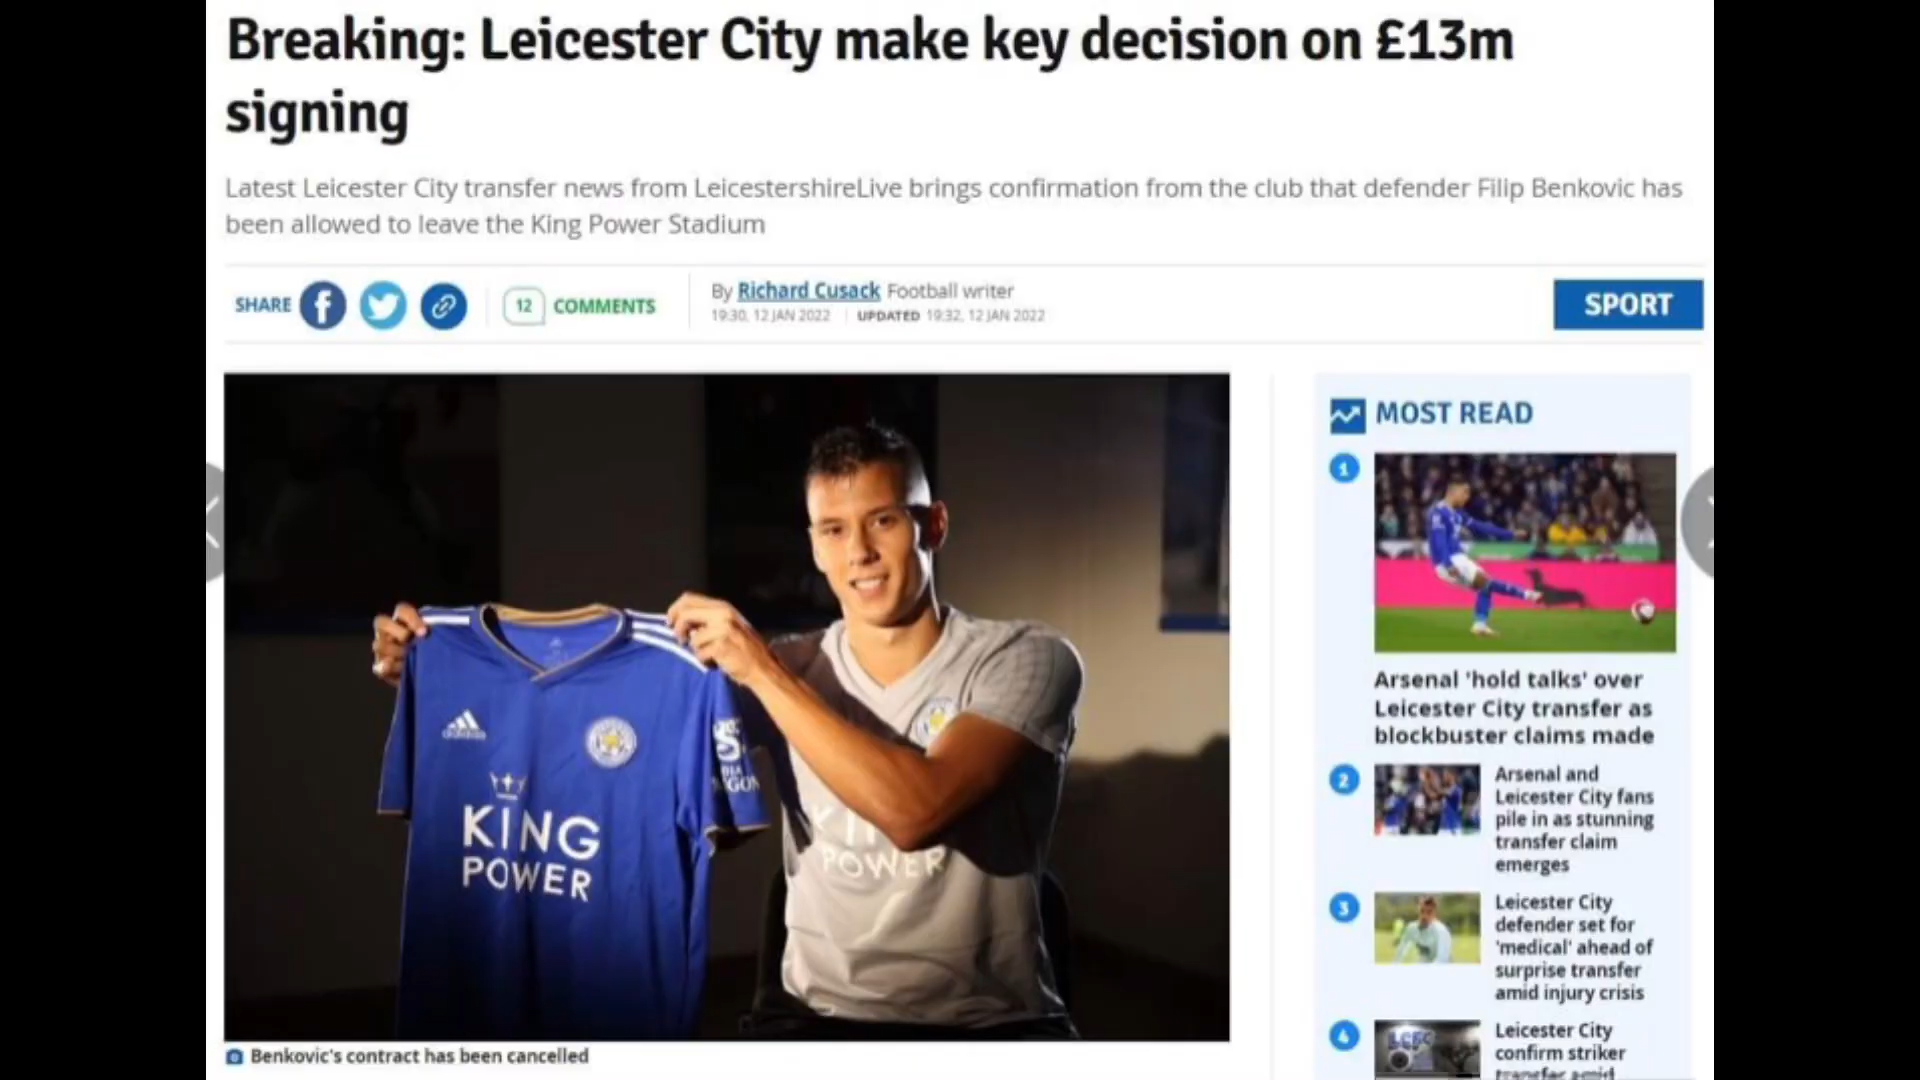 Breaking: Leicester City make key decision on £13m
signing
Latest Leicester City transfer news from LeicestershireLive brings confirmation from the club that defender Filip Benkovic has
been allowed to leave the King Power Stadium
SHARE
12 COMMENTS
By Richard Cusack Football writer
19:30, 12 JAN 2022 UPDATED 19:32, 12 JAN 2022
SPORT
adidas
KING
POWER
POWER
Benkovic's contract has been cancelled
MOST READ
1
Arsenal 'hold talks' over
Leicester City transfer as
blockbuster claims made
2
Arsenal and
Leicester City fans
pile in as stunning
transfer claim
emerges
3
Leicester City
defender set for
'medical' ahead of
surprise transfer
amid injury crisis
4
LCFC
Leicester City
confirm striker
transfer amid